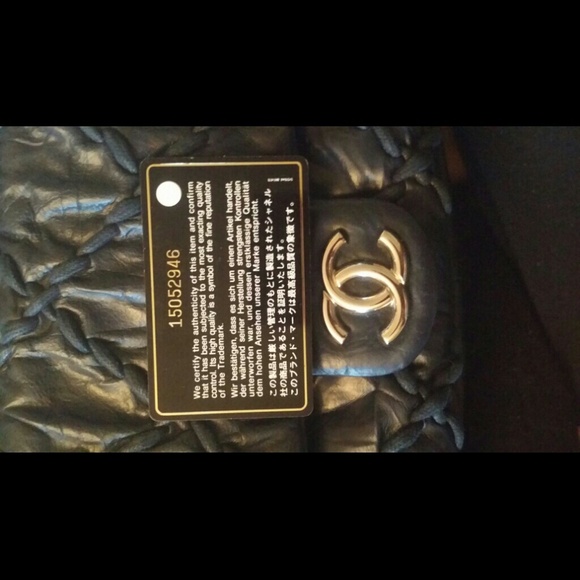 15052946
We certify the authenticity of this item and confirm
that it has been subjected to the most exacting quality
control. Its high quality is a symbol of the fine reputation
of the Trademark.
Wir bestätigen, dass es sich um einen Artikel handelt,
der während seiner Herstellung strengsten Kontrollen
unterworfen war und dessen erstklassige Qualität
dem hohen Ansehen unserer Marke entspricht.
この製品は厳しい管理のもとに製造されたシャネル
社の商品であることを証明いたします。
このブランド・マークは最高級品質の象徴です。